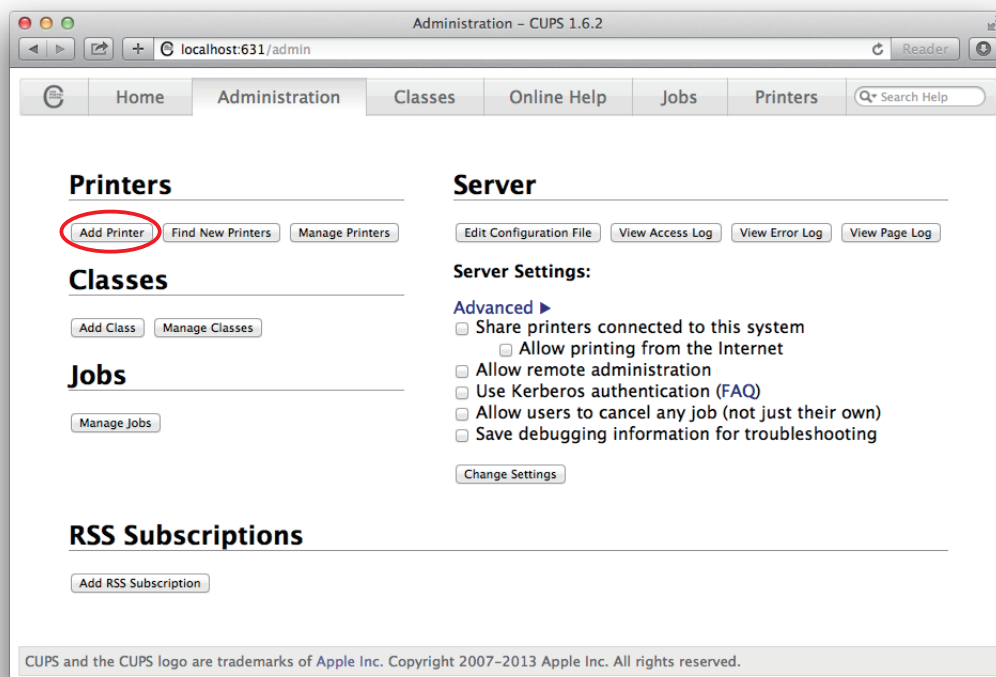 Administration – CUPS 1.6.2
localhost:631/admin
Reader
Home Administration Classes Online Help Jobs Printers Search Help
Printers
Add Printer Find New Printers Manage Printers
Classes
Add Class Manage Classes
Jobs
Manage Jobs
Server
Edit Configuration File View Access Log View Error Log View Page Log
Server Settings:
Advanced ▶
Share printers connected to this system
Allow printing from the Internet
Allow remote administration
Use Kerberos authentication (FAQ)
Allow users to cancel any job (not just their own)
Save debugging information for troubleshooting
Change Settings
RSS Subscriptions
Add RSS Subscription
CUPS and the CUPS logo are trademarks of Apple Inc. Copyright 2007–2013 Apple Inc. All rights reserved.